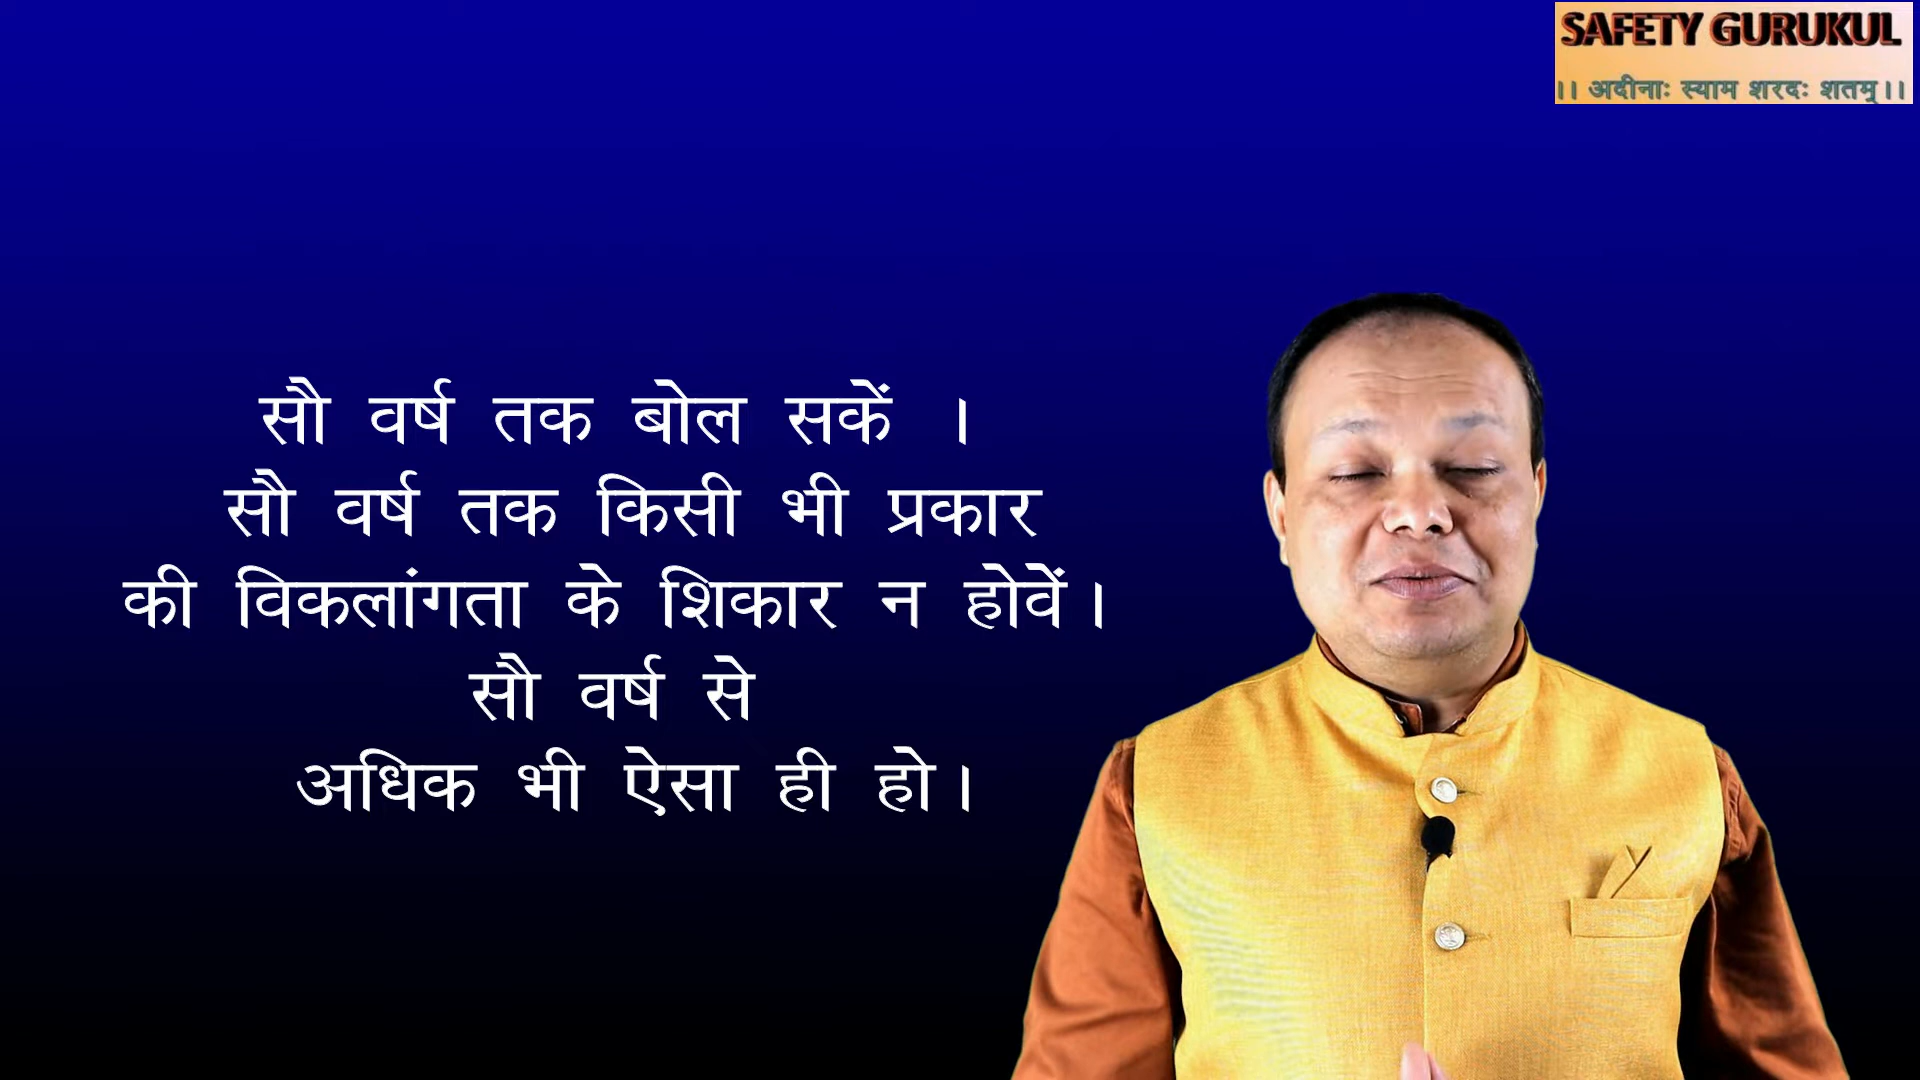 SAFETY GURUKUL
।। अदीनाः स्याम शरदः शतम् ।।
सौ वर्ष तक बोल सकें ।
सौ वर्ष तक किसी भी प्रकार
की विकलांगता के शिकार न होवें।
सौ वर्ष से
अधिक भी ऐसा ही हो।